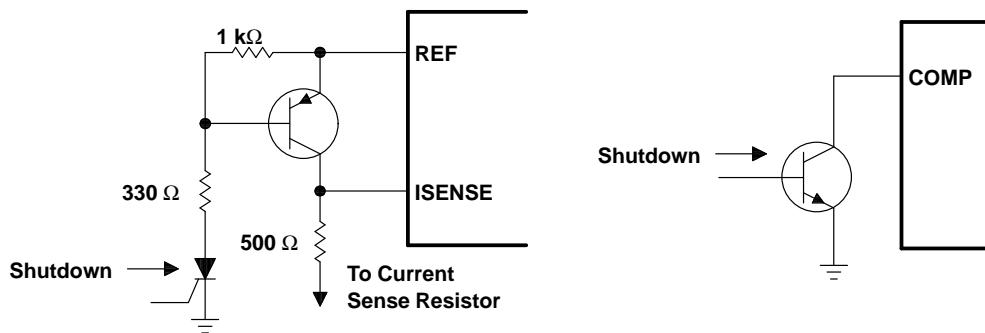 1 kΩ
REF
330 Ω
ISENSE
500 Ω
Shutdown
To Current
Sense Resistor
COMP
Shutdown